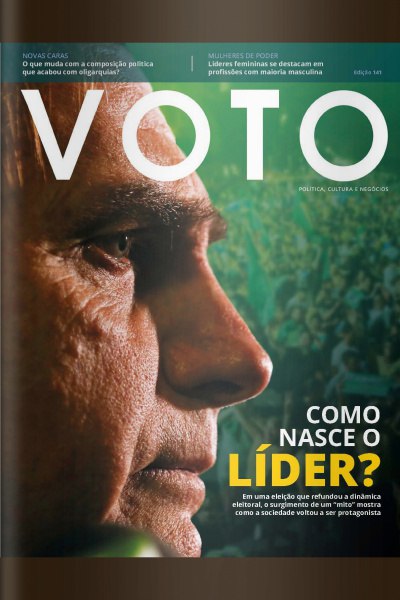 NOVAS CARAS
O que muda com a composição política
que acabou com oligarquias?
MULHERES DE PODER
Líderes femininas se destacam em
profissões com maioria masculina
Edição 141
VOTO
POLÍTICA, CULTURA E NEGÓCIOS
COMO
NASCE O
LÍDER?
Em uma eleição que refundou a dinâmica
eleitoral, o surgimento de um "mito" mostra
como a sociedade voltou a ser protagonista